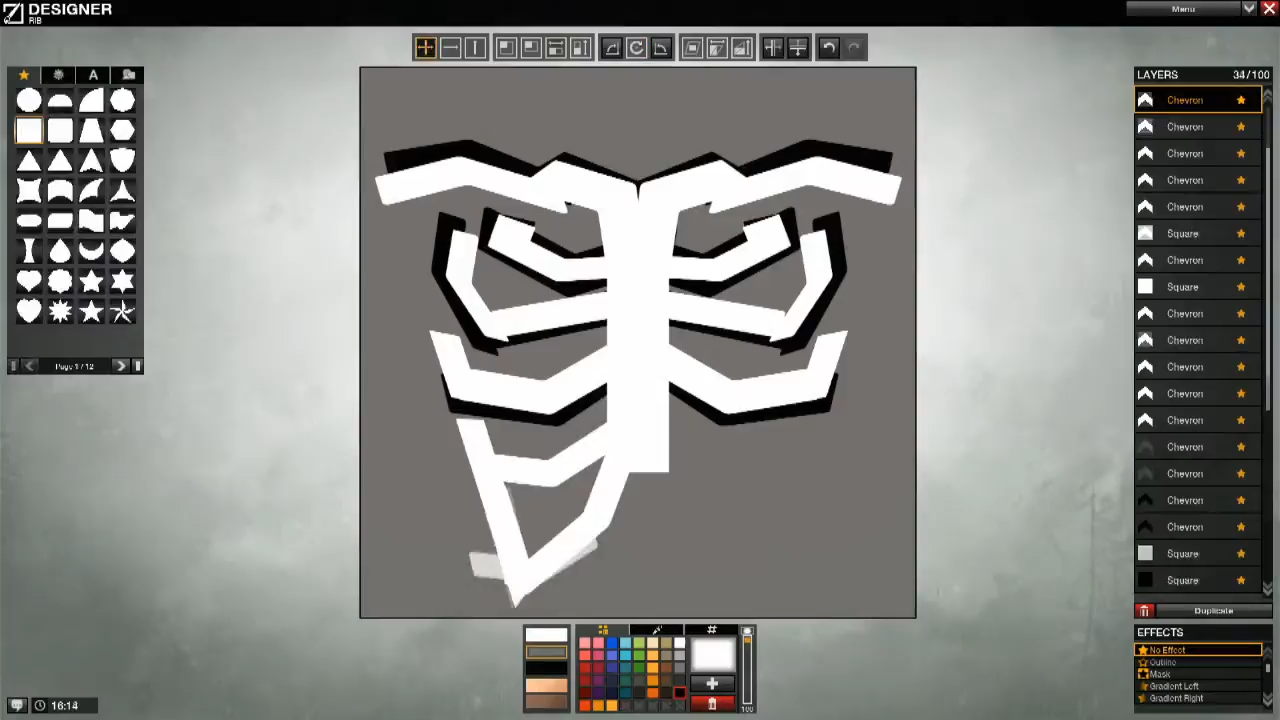 DESIGNER
RIB
Menu
A
LAYERS 34/100
Chevron
Chevron
Chevron
Chevron
Chevron
Square
Chevron
Square
Chevron
Chevron
Chevron
Chevron
Chevron
Chevron
Chevron
Chevron
Chevron
Square
Square
Page 1 / 12
Duplicate
EFFECTS
No Effect
Outline
Mask
Gradient Left
Gradient Right
#
100
16:14